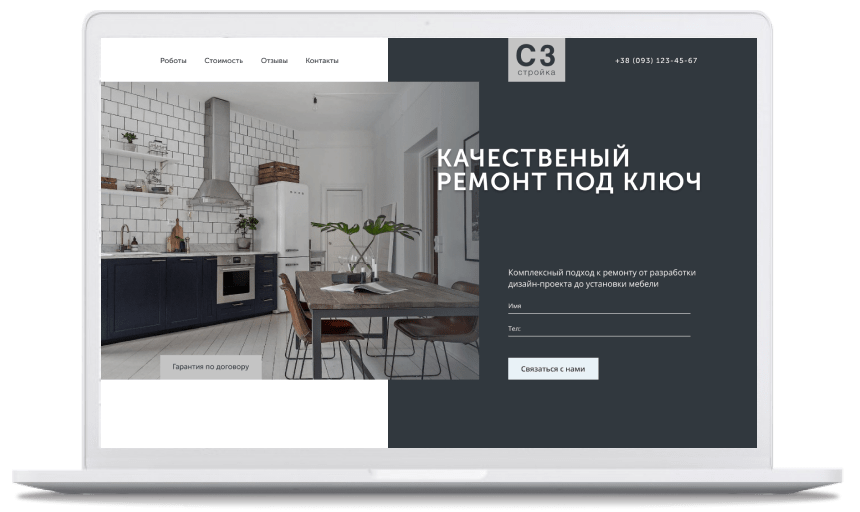 Роботы Стоимость Отзывы Контакты
СЗ
стройка
+38 (093) 123-45-67
КАЧЕСТВЕНЫЙ
РЕМОНТ ПОД КЛЮЧ
Комплексный подход к ремонту от разработки
дизайн-проекта до установки мебели
Имя
Тел:
Связаться с нами
Гарантия по договору